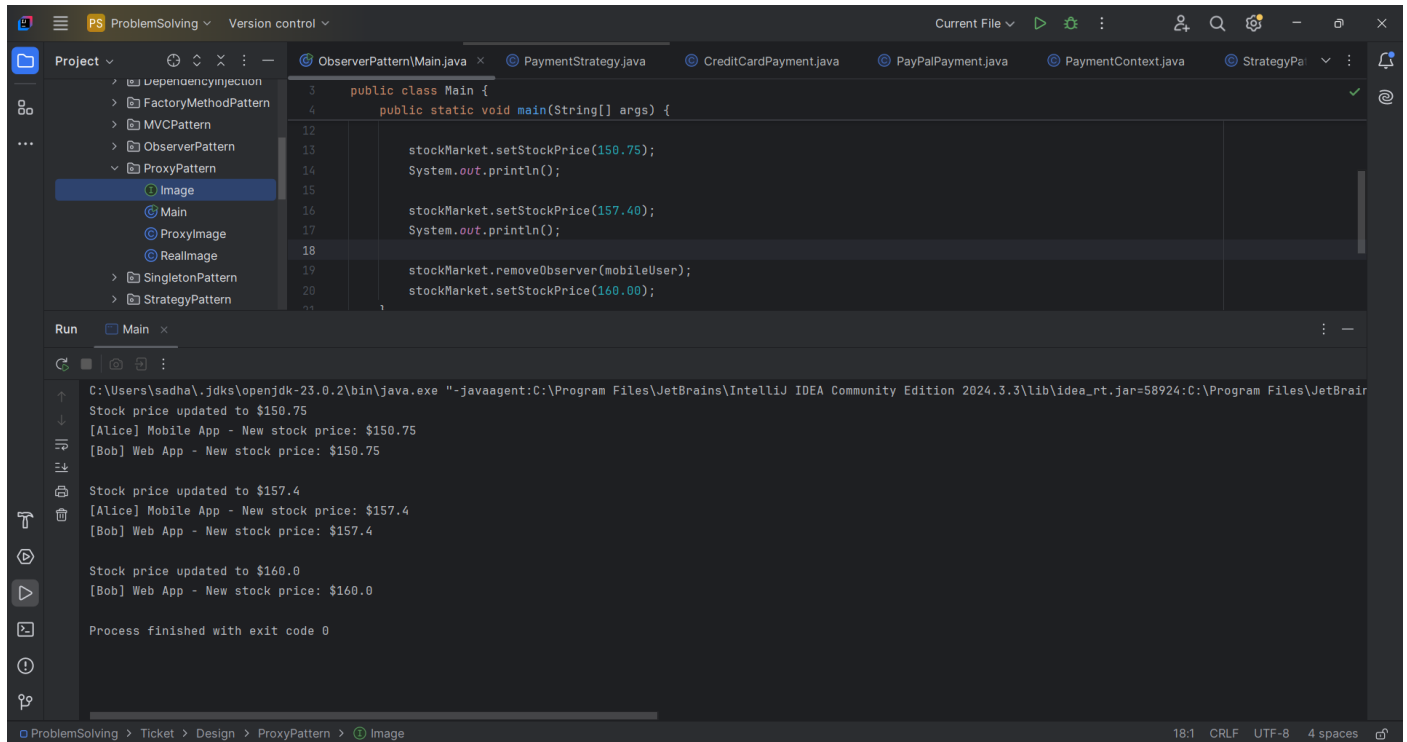 PS ProblemSolving Version control Current File
Project
ObserverPattern\Main.java PaymentStrategy.java CreditCardPayment.java PayPalPayment.java PaymentContext.java StrategyPa
DependencyInjection
FactoryMethodPattern
MVCPattern
ObserverPattern
ProxyPattern
Image
Main
ProxyImage
RealImage
SingletonPattern
StrategyPattern
3 public class Main {
4 public static void main(String[] args) {
12
13 stockMarket.setStockPrice(150.75);
14 System.out.println();
15
16 stockMarket.setStockPrice(157.40);
17 System.out.println();
18
19 stockMarket.removeObserver(mobileUser);
20 stockMarket.setStockPrice(160.00);
21 }
Run Main
C:\Users\sadha\.jdks\openjdk-23.0.2\bin\java.exe "-javaagent:C:\Program Files\JetBrains\IntelliJ IDEA Community Edition 2024.3.3\lib\idea_rt.jar=58924:C:\Program Files\JetBrain
Stock price updated to $150.75
[Alice] Mobile App - New stock price: $150.75
[Bob] Web App - New stock price: $150.75
Stock price updated to $157.4
[Alice] Mobile App - New stock price: $157.4
[Bob] Web App - New stock price: $157.4
Stock price updated to $160.0
[Bob] Web App - New stock price: $160.0
Process finished with exit code 0
ProblemSolving > Ticket > Design > ProxyPattern > Image 18:1 CRLF UTF-8 4 spaces